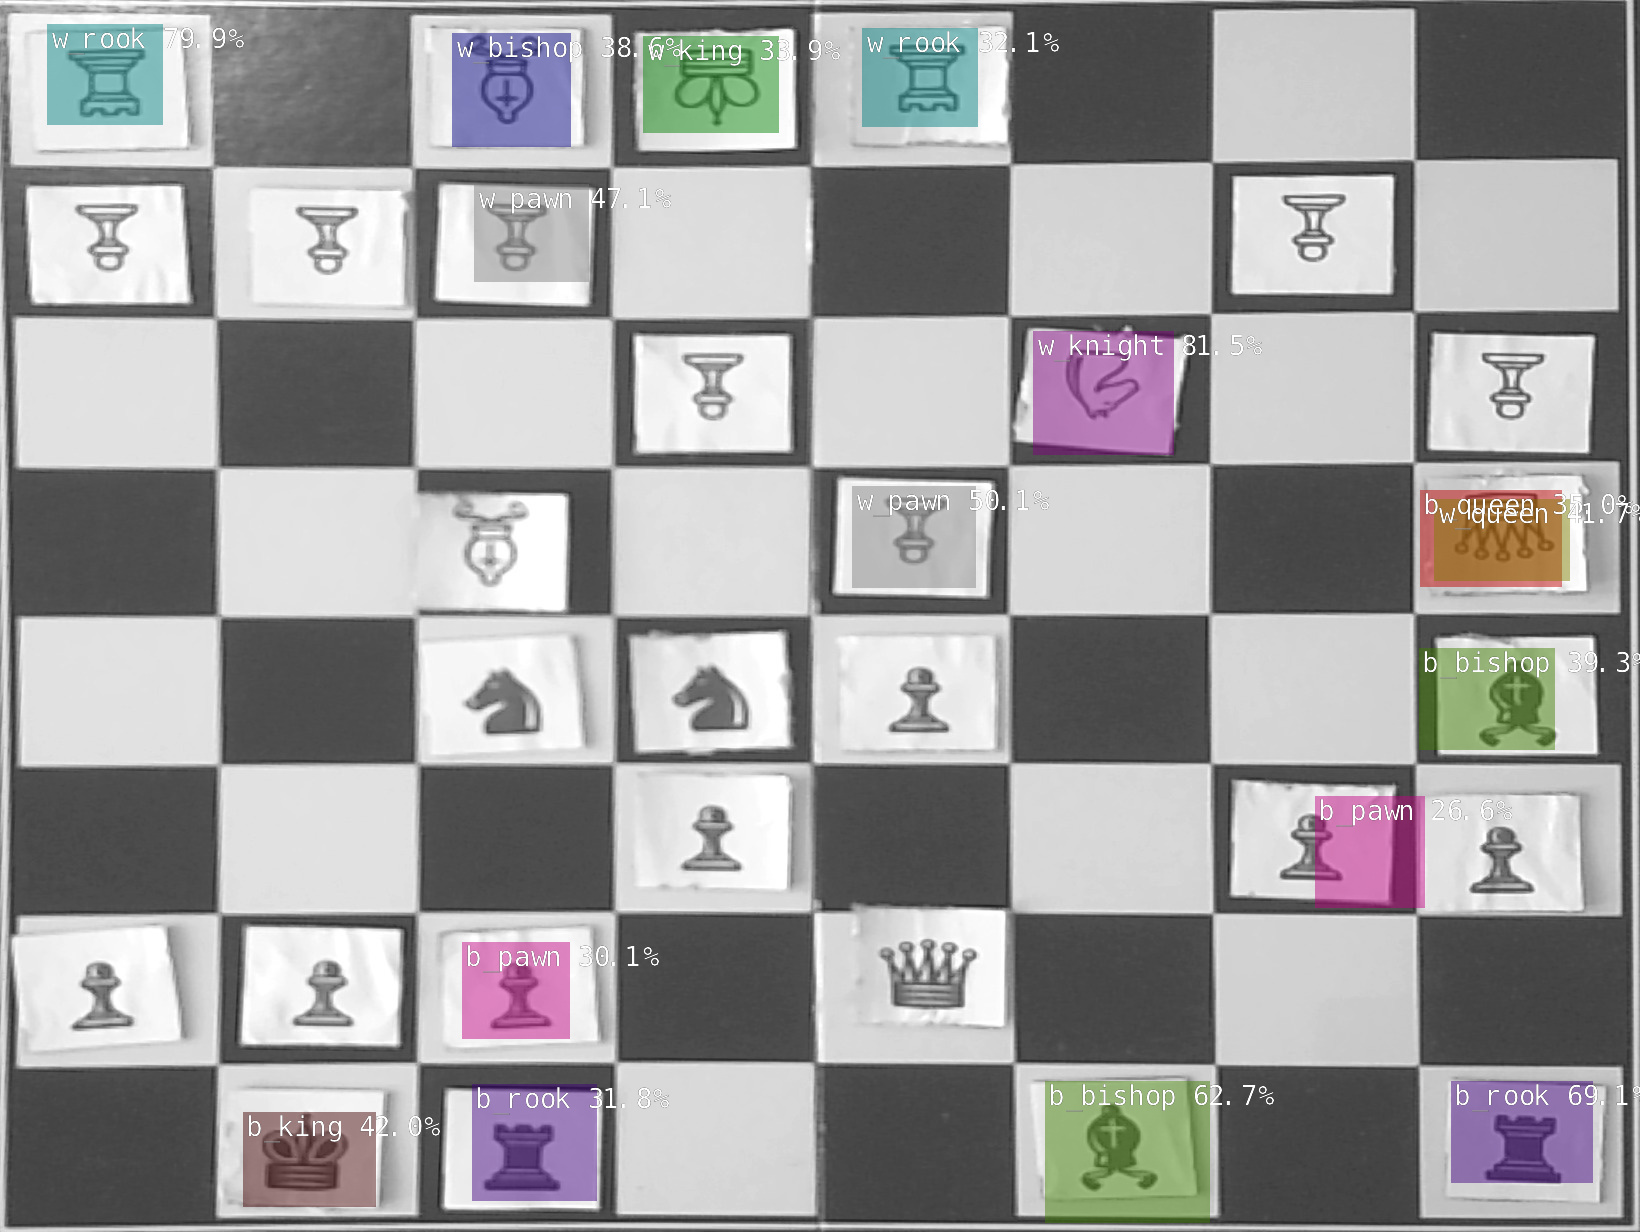 w_rook 79.9%
w_bishop 38.6%
w_king 33.9%
w_rook 32.1%
w_pawn 47.1%
w_knight 81.5%
w_pawn 50.1%
b_queen 35.0%
w_queen 41.7%
b_bishop 39.3%
b_pawn 26.6%
b_pawn 30.1%
b_king 42.0%
b_rook 31.8%
b_bishop 62.7%
b_rook 69.1%